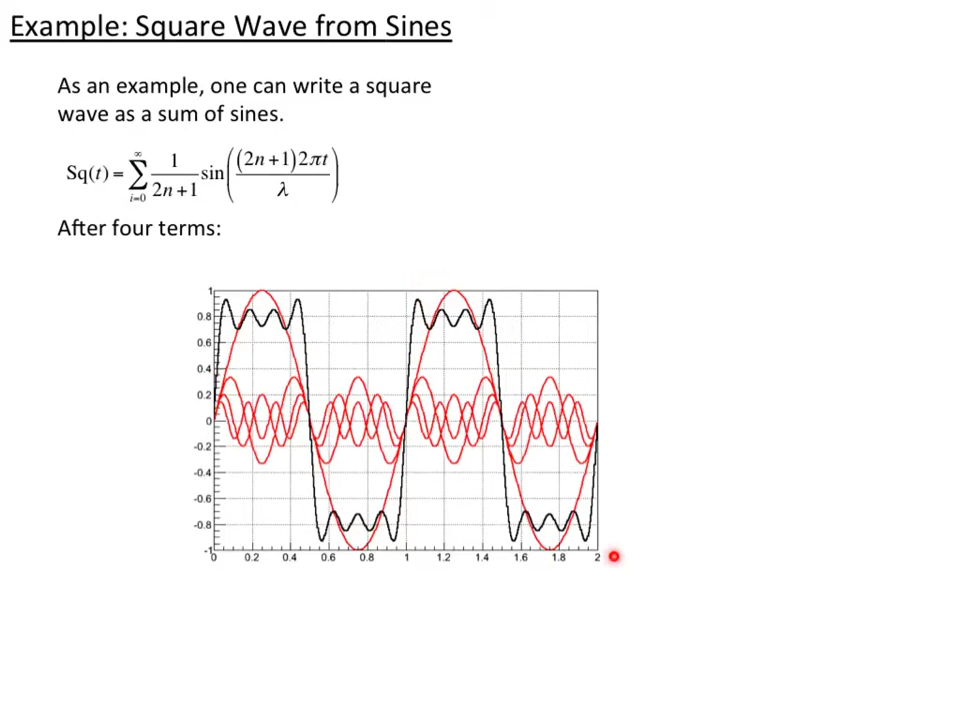 Example: Square Wave from Sines
As an example, one can write a square
wave as a sum of sines.
Sq(t) = ∑_{i=0}^{∞} \frac{1}{2n+1} sin((2n+1)2πt / λ)
After four terms:
1
0.8
0.6
0.4
0.2
0
-0.2
-0.4
-0.6
-0.8
-1
0 0.2 0.4 0.6 0.8 1 1.2 1.4 1.6 1.8 2